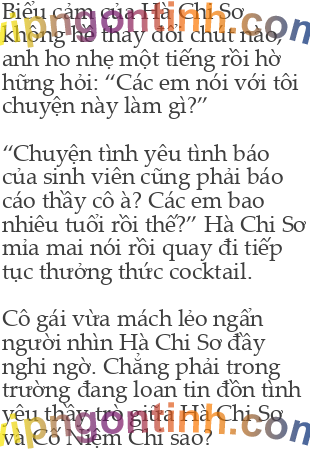 Biểu cảm của Hà Chi Sơ
không hề thay đổi chút nào,
anh ho nhẹ một tiếng rồi hờ
hững hỏi: “Các em nói với tôi
chuyện này làm gì?”
“Chuyện tình yêu tình báo
của sinh viên cũng phải báo
cáo thầy cô à? Các em bao
nhiêu tuổi rồi thế?” Hà Chi Sơ
mỉa mai nói rồi quay đi tiếp
tục thưởng thức cocktail.
Cô gái vừa mách lẻo ngẩn
người nhìn Hà Chi Sơ đầy
nghi ngờ. Chẳng phải trong
trường đang loan tin đồn tình
yêu thầy trò giữa Hà Chi Sơ
và Cố Niệm Chi sao?
vupngontinh.com
vupngontinh.com